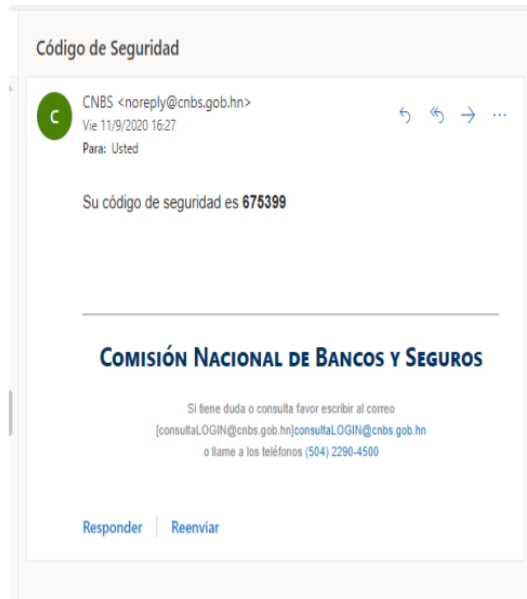 Código de Seguridad
C
CNBS <noreply@cnbs.gob.hn>
Vie 11/9/2020 16:27
Para: Usted
Su código de seguridad es 675399
COMISIÓN NACIONAL DE BANCOS Y SEGUROS
Si tiene duda o consulta favor escribir al correo
[consultaLOGIN@cnbs.gob.hn]consultaLOGIN@cnbs.gob.hn
o llame a los teléfonos (504) 2290-4500
Responder
Reenviar